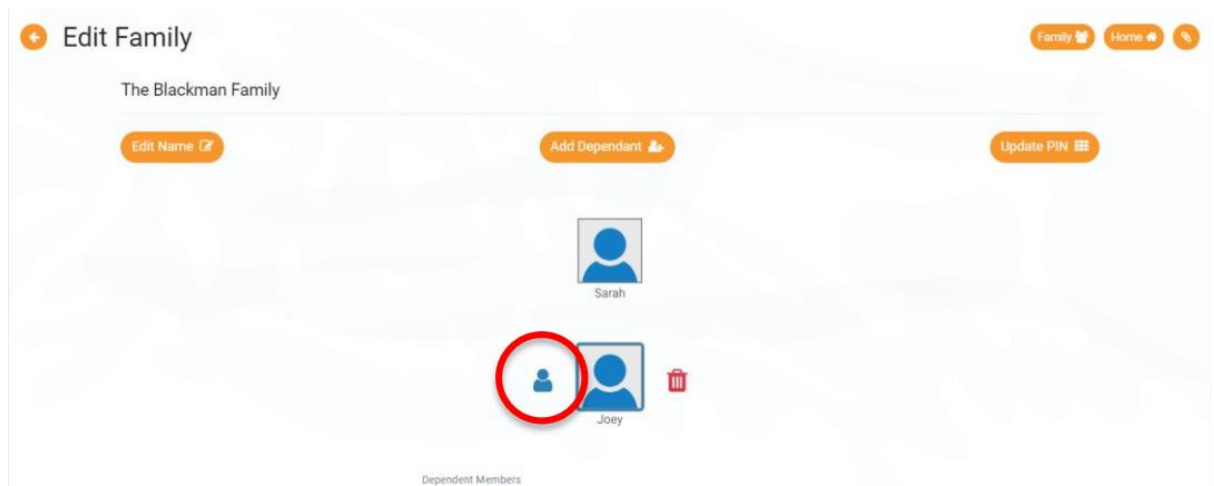 Edit Family
Family
Home
The Blackman Family
Edit Name
Add Dependant
Update PIN
Sarah
Joey
Dependent Members